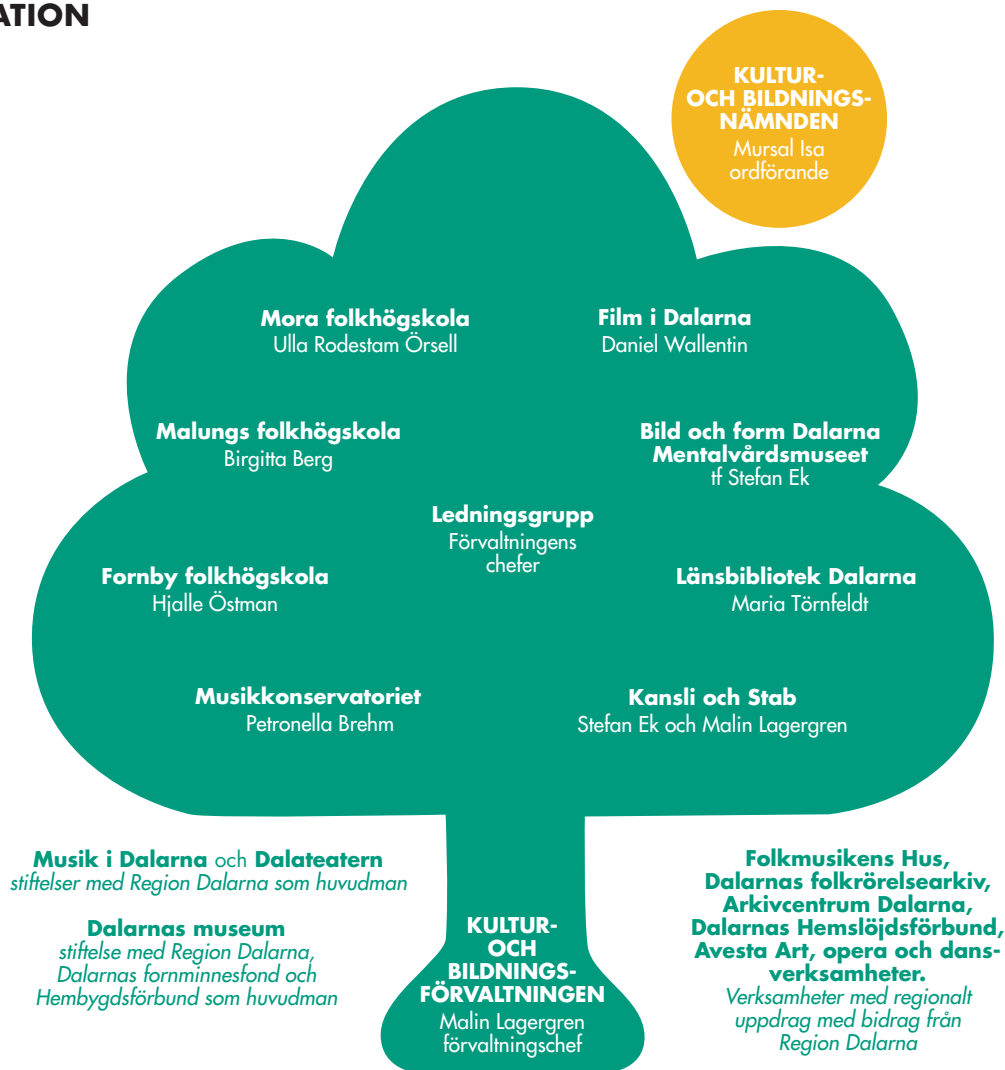 ATION
KULTUR-
OCH BILDNINGS-
NÄMNDEN
Mursal Isa
ordförande
Mora folkhögskola
Ulla Rodestam Örsell
Film i Dalarna
Daniel Wallentin
Malungs folkhögskola
Birgitta Berg
Bild och form Dalarna
Mentalvårdsmuseet
tf Stefan Ek
Ledningsgrupp
Förvaltningens
chefer
Fornby folkhögskola
Hjalle Östman
Länsbibliotek Dalarna
Maria Törnfeldt
Musikkonservatoriet
Petronella Brehm
Kansli och Stab
Stefan Ek och Malin Lagergren
Musik i Dalarna och Dalateatern
stiftelser med Region Dalarna som huvudman
Dalarnas museum
stiftelse med Region Dalarna,
Dalarnas fornminnesfond och
Hembygdsförbund som huvudman
KULTUR-
OCH
BILDNINGS-
FÖRVALTNINGEN
Malin Lagergren
förvaltningschef
Folkmusikens Hus,
Dalarnas folkrörelsearkiv,
Arkivcentrum Dalarna,
Dalarnas Hemslöjdsförbund,
Avesta Art, opera och dans-
verksamheter.
Verksamheter med regionalt
uppdrag med bidrag från
Region Dalarna